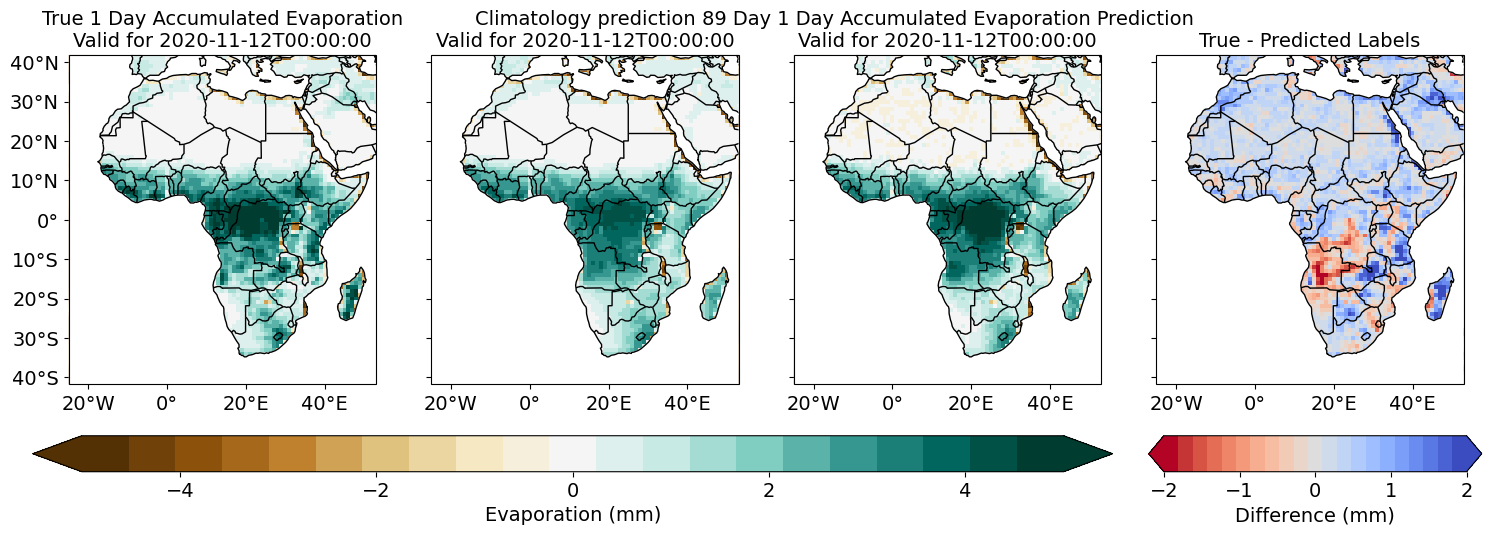 True 1 Day Accumulated Evaporation
Valid for 2020-11-12T00:00:00
Climatology prediction 89 Day 1 Day Accumulated Evaporation Prediction
Valid for 2020-11-12T00:00:00
Valid for 2020-11-12T00:00:00
True - Predicted Labels
40°N
30°N
20°N
10°N
0°
10°S
20°S
30°S
40°S
20°W 0° 20°E 40°E
20°W 0° 20°E 40°E
20°W 0° 20°E 40°E
20°W 0° 20°E 40°E
−4 −2 0 2 4
Evaporation (mm)
−2 −1 0 1 2
Difference (mm)